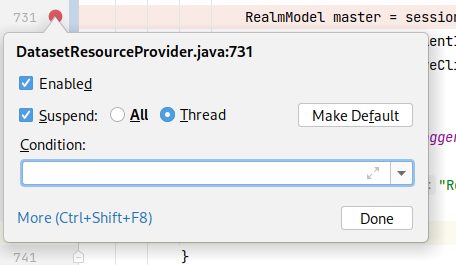 731 RealmModel master = session
DatasetResourceProvider.java:731
Enabled
Suspend: All Thread Make Default
Condition:
More (Ctrl+Shift+F8) Done
741 }